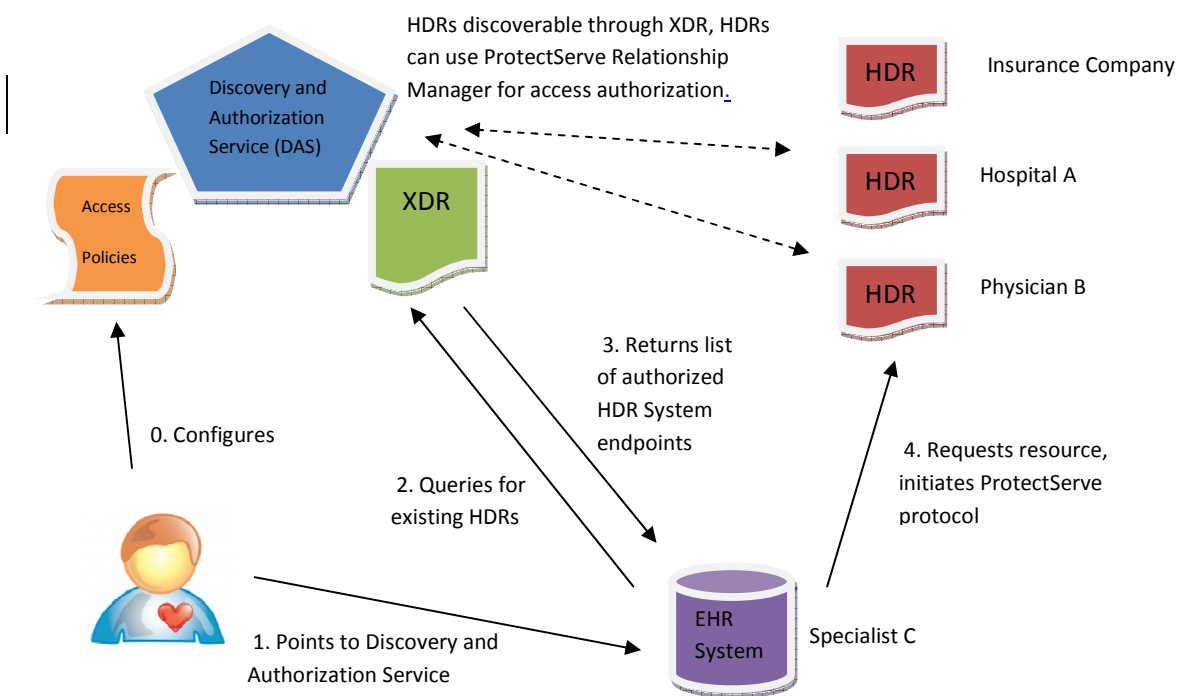 HDRs discoverable through XDR, HDRs
can use ProtectServe Relationship
Manager for access authorization.
Discovery and
Authorization
Service (DAS)
HDR
Insurance Company
HDR
Hospital A
HDR
Physician B
XDR
Access
Policies
0. Configures
3. Returns list
of authorized
HDR System
endpoints
2. Queries for
existing HDRs
4. Requests resource,
initiates ProtectServe
protocol
1. Points to Discovery and
Authorization Service
EHR
System
Specialist C